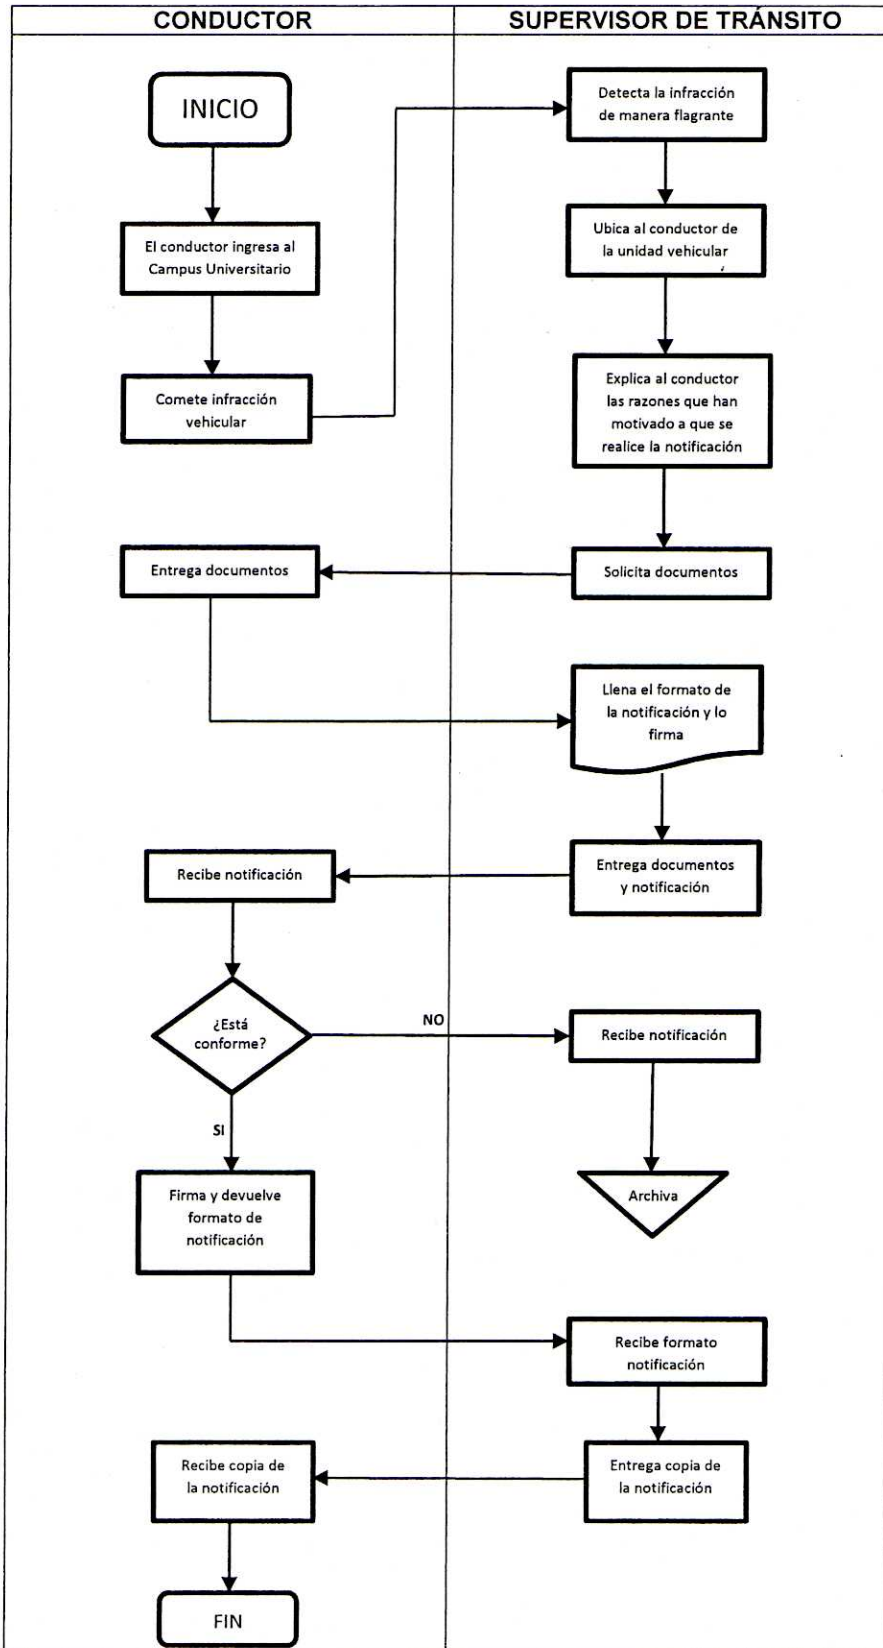 CONDUCTOR
SUPERVISOR DE TRÁNSITO
INICIO
El conductor ingresa al
Campus Universitario
Comete infracción
vehicular
Detecta la infracción
de manera flagrante
Ubica al conductor de
la unidad vehicular
Explica al conductor
las razones que han
motivado a que se
realice la notificación
Solicita documentos
Entrega documentos
Llena el formato de
la notificación y lo
firma
Entrega documentos
y notificación
Recibe notificación
¿Está
conforme?
NO
Recibe notificación
Archiva
SI
Firma y devuelve
formato de
notificación
Recibe formato
notificación
Entrega copia de
la notificación
Recibe copia de
la notificación
FIN